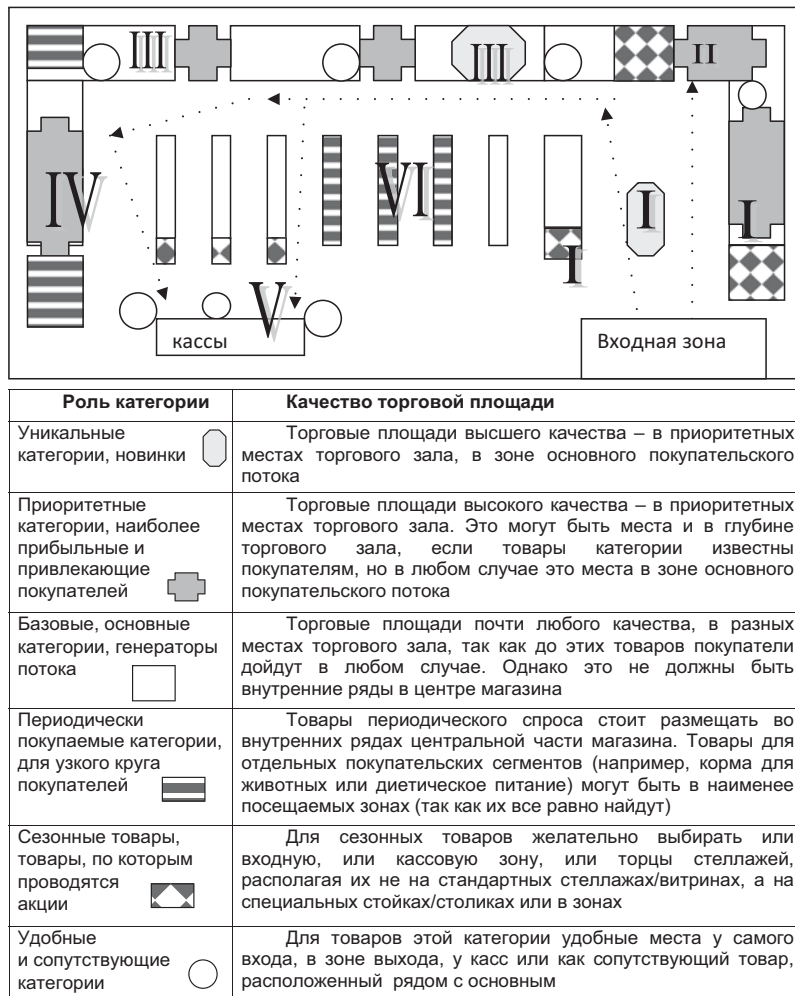 III
III
II
IV
VI
I
I
I
V
кассы
Входная зона
Роль категории
Качество торговой площади
Уникальные
категории, новинки
Торговые площади высшего качества – в приоритетных
местах торгового зала, в зоне основного покупательского
потока
Приоритетные
категории, наиболее
прибыльные и
привлекающие
покупателей
Торговые площади высокого качества – в приоритетных
местах торгового зала. Это могут быть места и в глубине
торгового зала, если товары категории известны
покупателям, но в любом случае это места в зоне основного
покупательского потока
Базовые, основные
категории, генераторы
потока
Торговые площади почти любого качества, в разных
местах торгового зала, так как до этих товаров покупатели
дойдут в любом случае. Однако это не должны быть
внутренние ряды в центре магазина
Периодически
покупаемые категории,
для узкого круга
покупателей
Товары периодического спроса стоит размещать во
внутренних рядах центральной части магазина. Товары для
отдельных покупательских сегментов (например, корма для
животных или диетическое питание) могут быть в наименее
посещаемых зонах (так как их все равно найдут)
Сезонные товары,
товары, по которым
проводятся
акции
Для сезонных товаров желательно выбирать или
входную, или кассовую зону, или торцы стеллажей,
располагая их не на стандартных стеллажах/витринах, а на
специальных стойках/столиках или в зонах
Удобные
и сопутствующие
категории
Для товаров этой категории удобные места у самого
входа, в зоне выхода, у касс или как сопутствующий товар,
расположенный рядом с основным